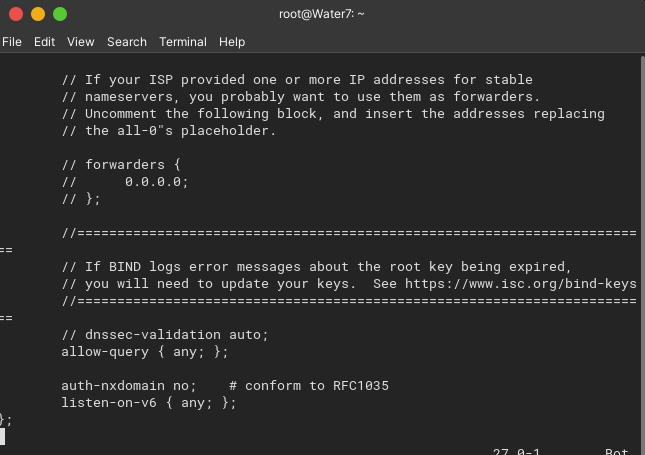 root@Water7: ~
File Edit View Search Terminal Help
// If your ISP provided one or more IP addresses for stable
// nameservers, you probably want to use them as forwarders.
// Uncomment the following block, and insert the addresses replacing
// the all-0"s placeholder.
// forwarders {
//      0.0.0.0;
// };
//======================================================================
==
// If BIND logs error messages about the root key being expired,
// you will need to update your keys.  See https://www.isc.org/bind-keys
//======================================================================
==
// dnssec-validation auto;
allow-query { any; };
auth-nxdomain no;    # conform to RFC1035
listen-on-v6 { any; };
};
27,0-1 Bot